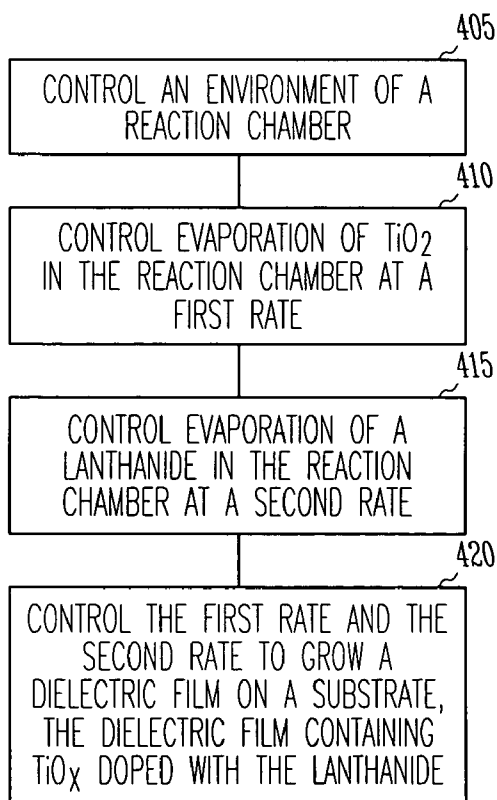 405
CONTROL AN ENVIRONMENT OF A
REACTION CHAMBER
410
CONTROL EVAPORATION OF TiO2
IN THE REACTION CHAMBER AT A
FIRST RATE
415
CONTROL EVAPORATION OF A
LANTHANIDE IN THE REACTION
CHAMBER AT A SECOND RATE
420
CONTROL THE FIRST RATE AND THE
SECOND RATE TO GROW A
DIELECTRIC FILM ON A SUBSTRATE,
THE DIELECTRIC FILM CONTAINING
TiOX DOPED WITH THE LANTHANIDE